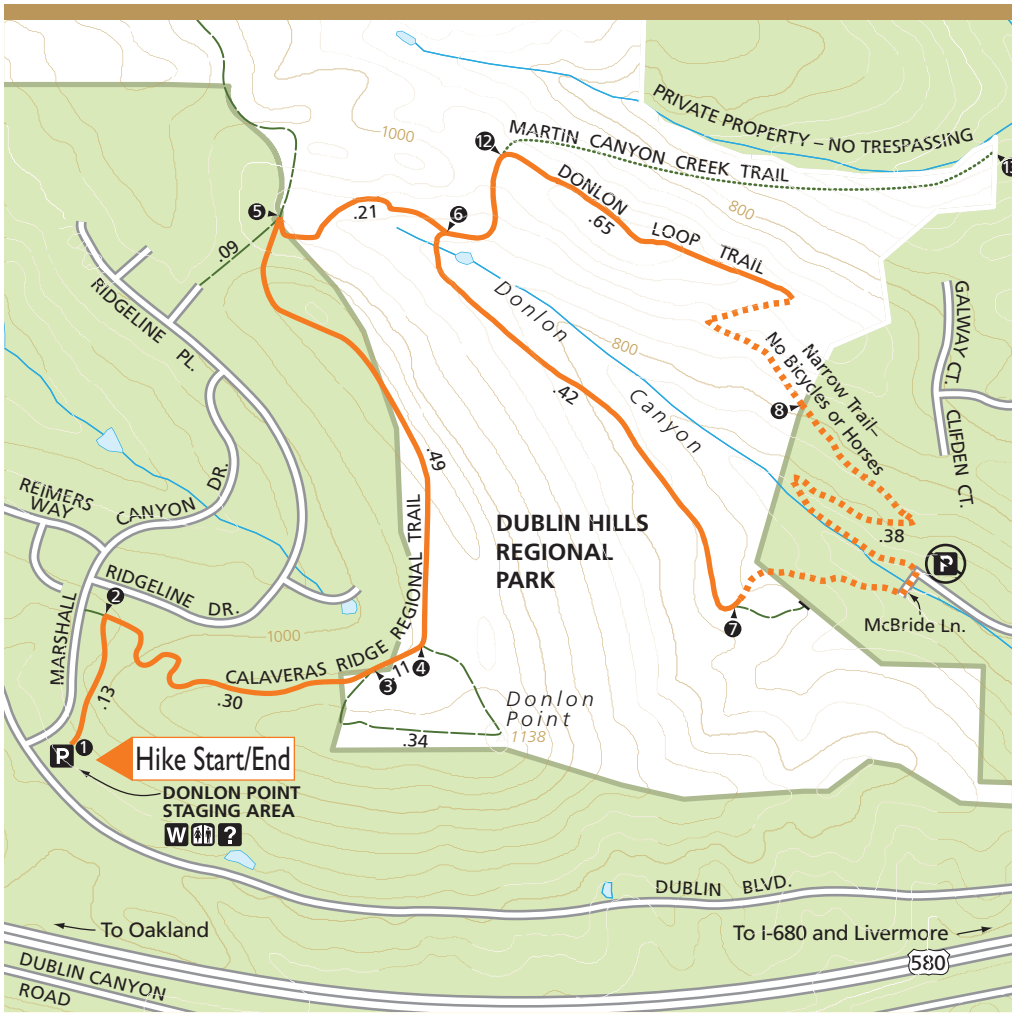 PRIVATE PROPERTY – NO TRESPASSING
1000
12
MARTIN CANYON CREEK TRAIL
DONLON LOOP TRAIL
.65
800
5
.21
6
.09
RIDGELINE PL.
Donlon
Canyon
800
Narrow Trail–
No Bicycles or Horses
8
GALWAY CT.
CLIFDEN CT.
.42
.49
REIMERS
WAY
CANYON DR.
MARSHALL
RIDGELINE DR.
2
1000
CALAVERAS RIDGE REGIONAL TRAIL
DUBLIN HILLS
REGIONAL
PARK
.38
P
McBride Ln.
7
.13
.30
3
.11
4
Donlon
Point
1138
.34
P
1
Hike Start/End
DONLON POINT
STAGING AREA
W ?
DUBLIN BLVD.
To Oakland
To I-680 and Livermore
580
DUBLIN CANYON
ROAD